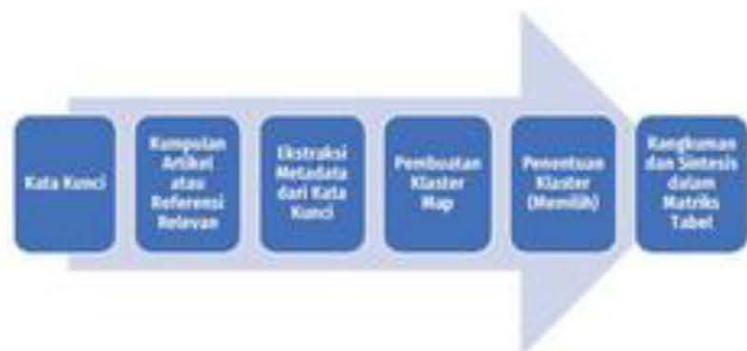 Kata Kunci
Kumpulan
Artikel
atau
Referensi
Relevan
Ekstraksi
Metadata
dari Kata
Kunci
Pembuatan
Klaster
Map
Penentuan
Klaster
(Memilih)
Rangkuman
dan Sintesis
dalam
Matriks
Tabel